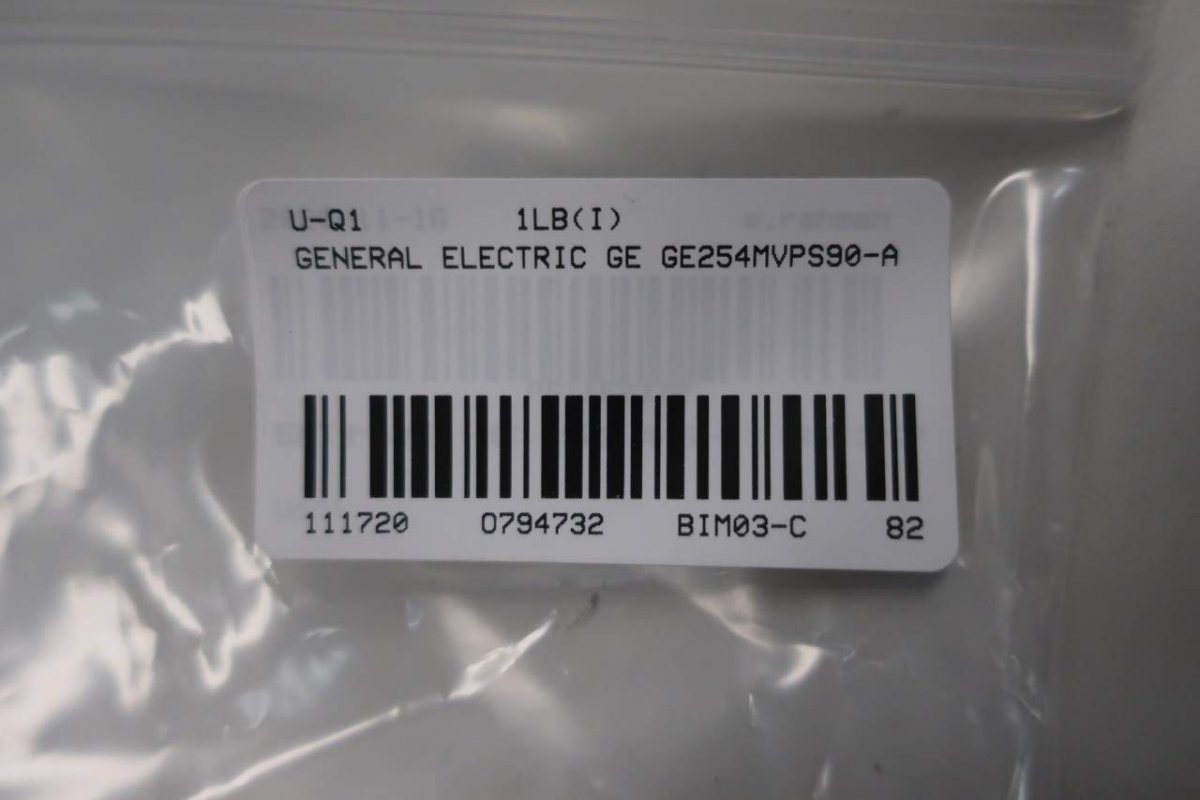 U-Q1 1LB(I)
GENERAL ELECTRIC GE GE254MVPS90-A
111720 0794732 BIM03-C 82